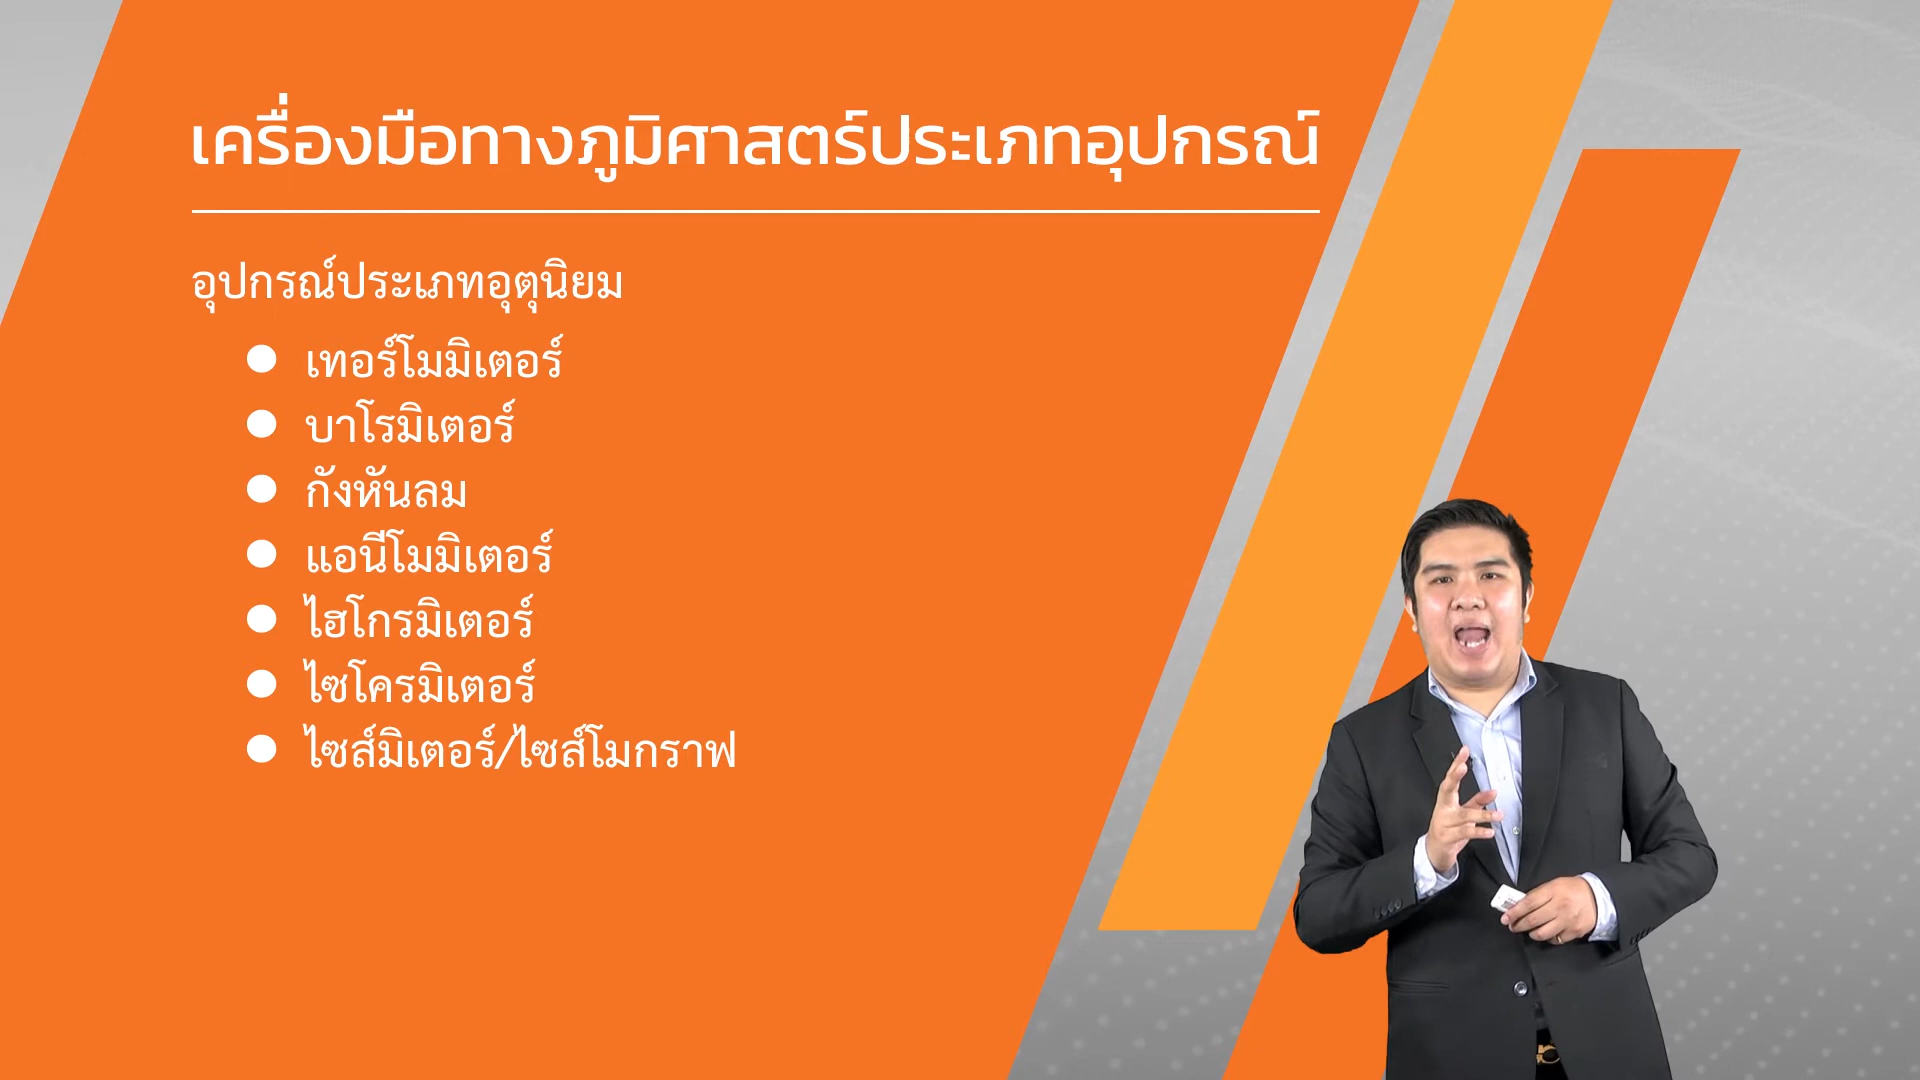 เครื่องมือทางภูมิศาสตร์ประเภทอุปกรณ์
อุปกรณ์ประเภทอุตุนิยม
● เทอร์โมมิเตอร์
● บาโรมิเตอร์
● กังหันลม
● แอนีโมมิเตอร์
● ไฮโกรมิเตอร์
● ไซโครมิเตอร์
● ไซส์มิเตอร์/ไซส์โมกราฟ